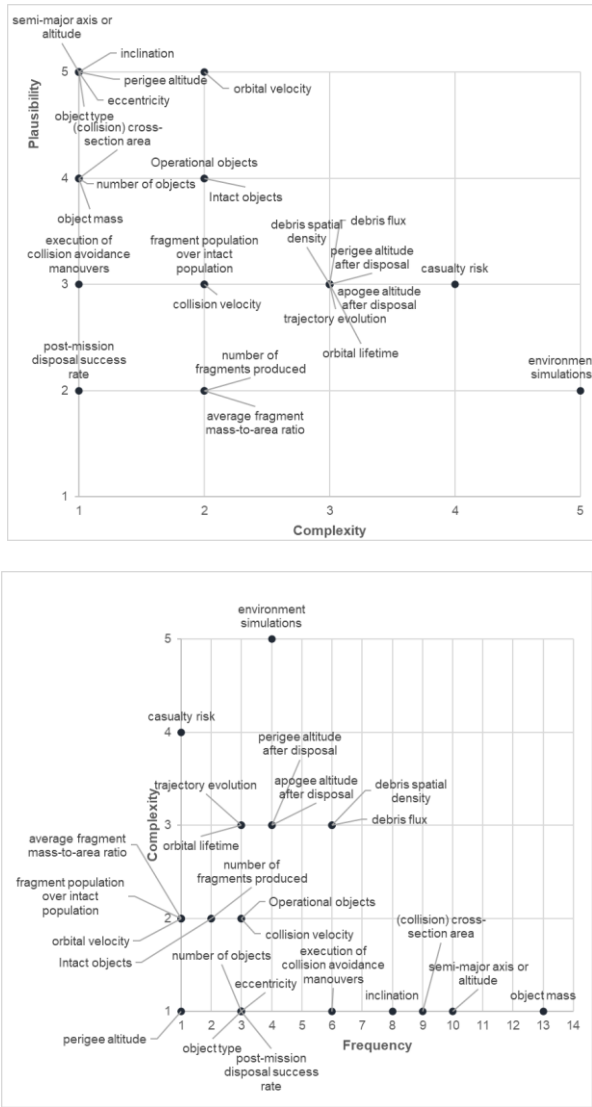 semi-major axis or
altitude
inclination
5
perigee altitude
eccentricity
orbital velocity
object type
(collision) cross-
section area
Plausibility
Operational objects
4
number of objects
Intact objects
object mass
debris spatial
density
debris flux
execution of
collision avoidance
manouvers
fragment population
over intact
population
perigee altitude
after disposal
casualty risk
3
collision velocity
apogee altitude
after disposal
trajectory evolution
orbital lifetime
post-mission
disposal success
rate
number of
fragments produced
environment
simulations
2
average fragment
mass-to-area ratio
1
1 2 3 4 5
Complexity
environment
simulations
5
casualty risk
4
perigee altitude
after disposal
trajectory evolution
apogee altitude
after disposal
debris spatial
density
3
debris flux
orbital lifetime
Complexity
average fragment
mass-to-area ratio
number of
fragments produced
fragment population
over intact
population
Operational objects
2
(collision) cross-
section area
orbital velocity
collision velocity
Intact objects
number of objects
execution of
collision avoidance
manouvers
semi-major axis or
altitude
eccentricity
inclination
object mass
1
1 2 3 4 5 6 7 8 9 10 11 12 13 14
perigee altitude
object type
Frequency
post-mission
disposal success
rate